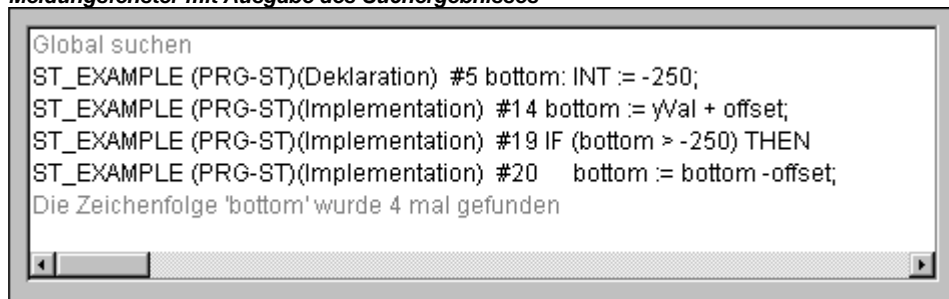 Meldungsfenster mit Ausgabe des Suchergebnisses
Global suchen
ST_EXAMPLE (PRG-ST)(Deklaration) #5 bottom: INT := -250;
ST_EXAMPLE (PRG-ST)(Implementation) #14 bottom := yVal + offset;
ST_EXAMPLE (PRG-ST)(Implementation) #19 IF (bottom > -250) THEN
ST_EXAMPLE (PRG-ST)(Implementation) #20     bottom := bottom -offset;
Die Zeichenfolge 'bottom' wurde 4 mal gefunden